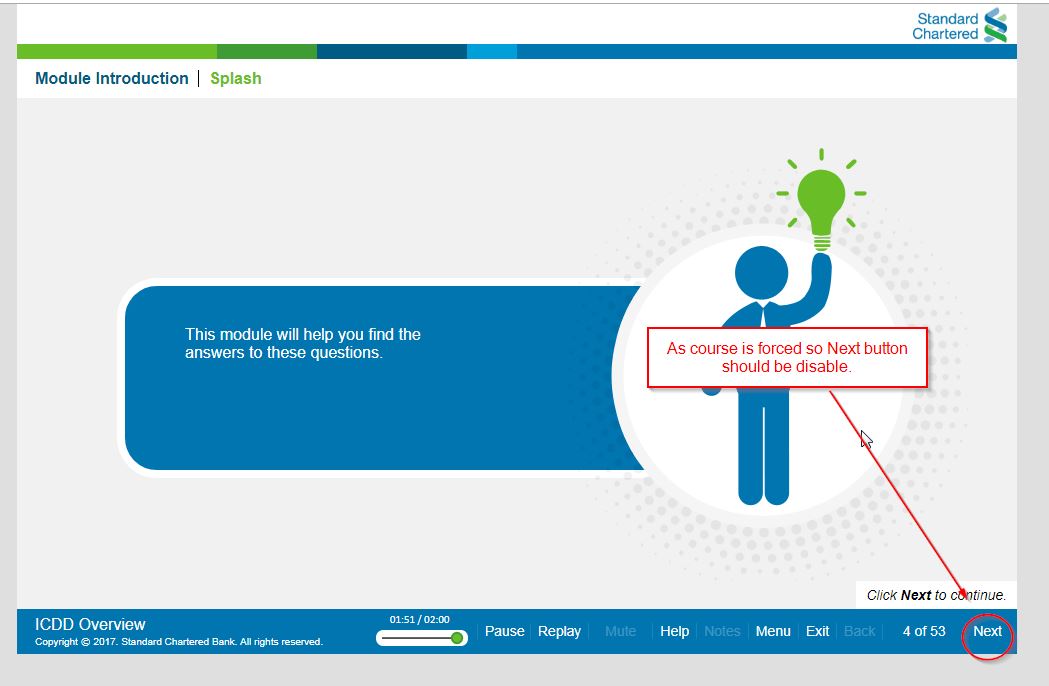 Standard
Chartered
Module Introduction | Splash
This module will help you find the
answers to these questions.
As course is forced so Next button
should be disable.
Click Next to continue.
ICDD Overview
Copyright © 2017. Standard Chartered Bank. All rights reserved.
01:51 / 02:00
Pause Replay Mute Help Notes Menu Exit Back 4 of 53 Next